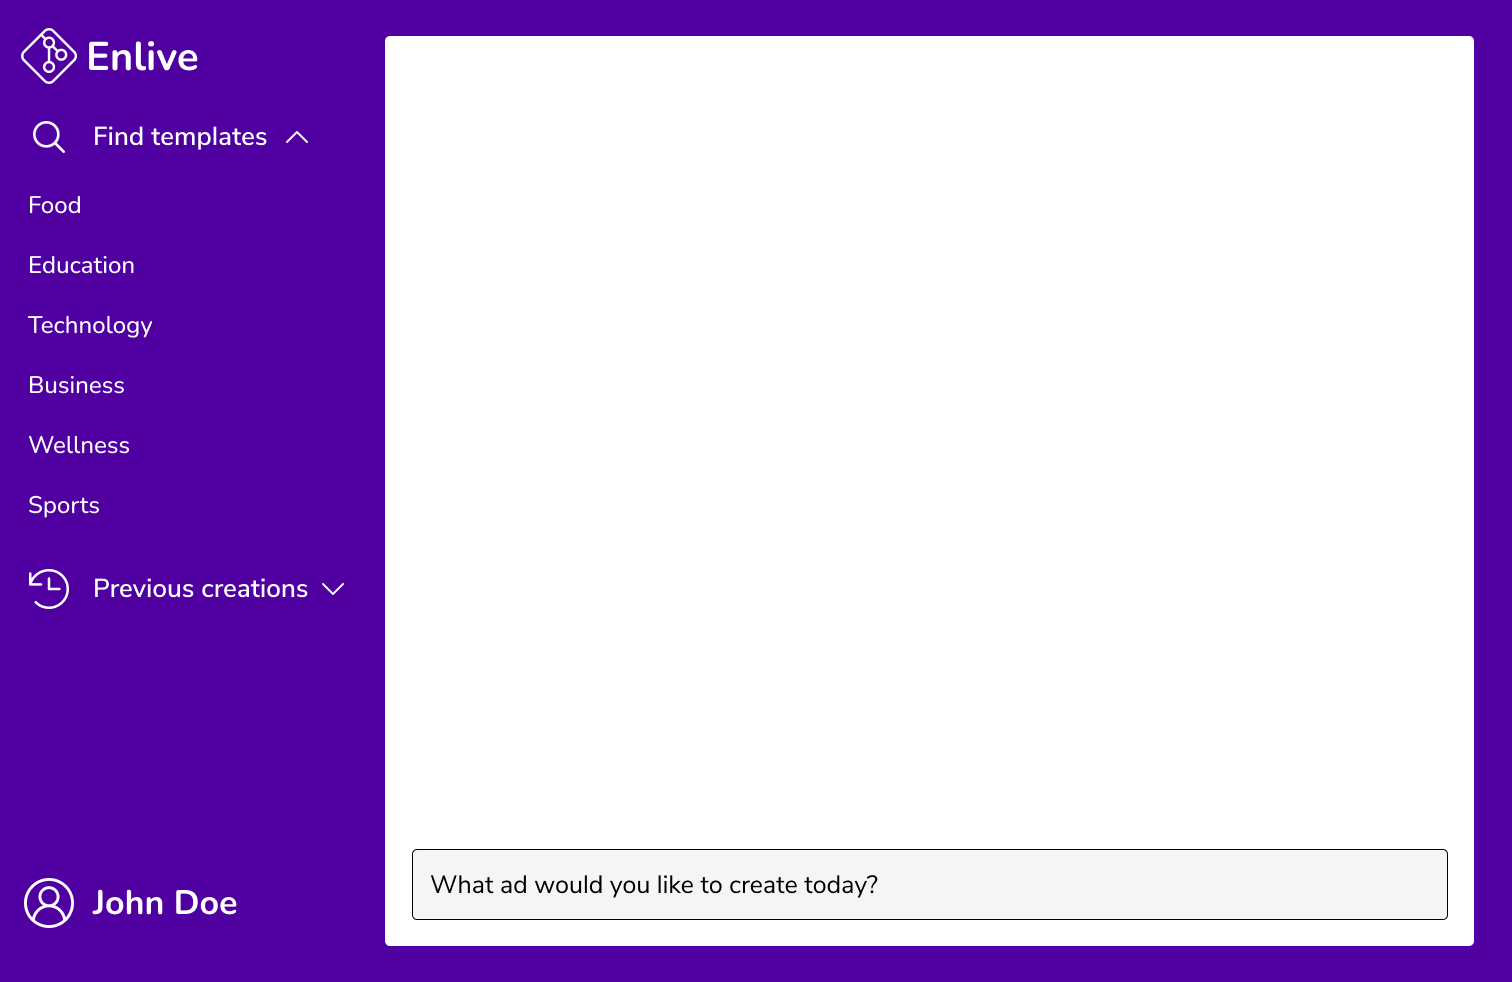 Enlive
Find templates
Food
Education
Technology
Business
Wellness
Sports
Previous creations
John Doe
What ad would you like to create today?